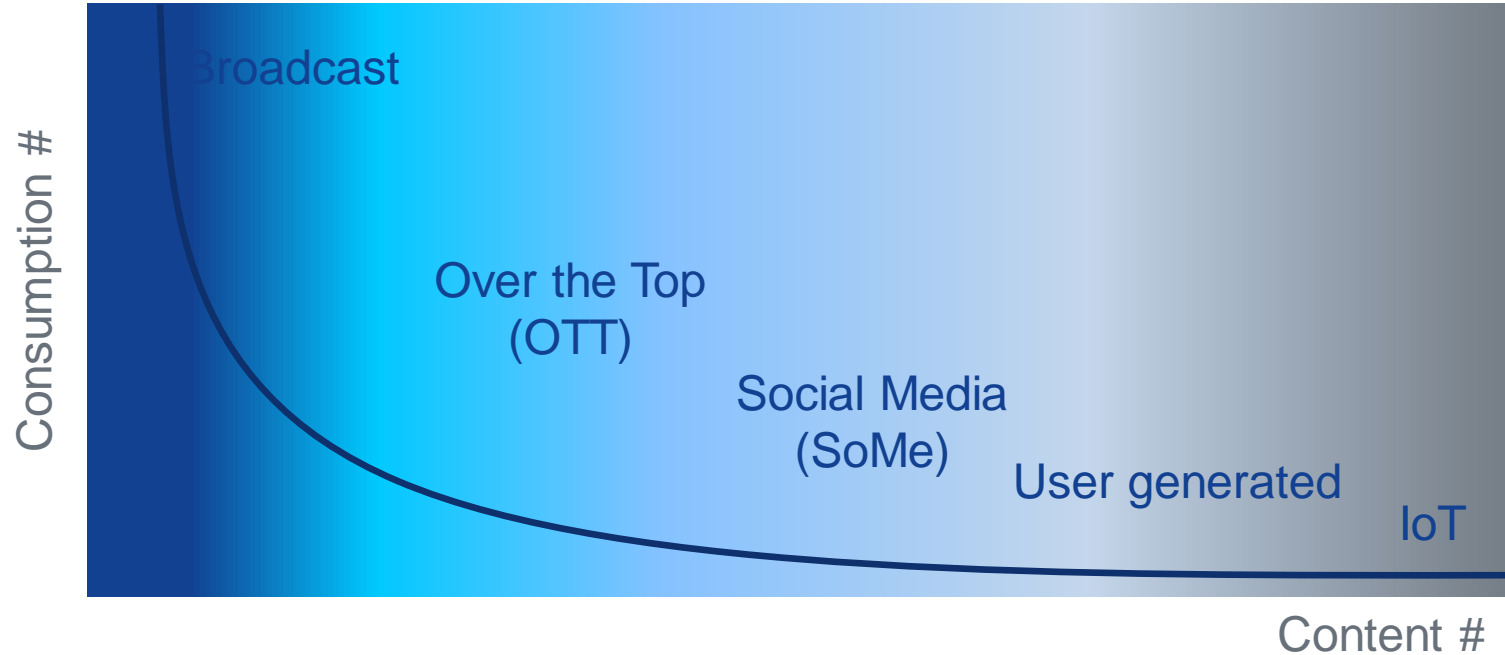 Broadcast
Consumption #
Over the Top
(OTT)
Social Media
(SoMe)
User generated
IoT
Content #